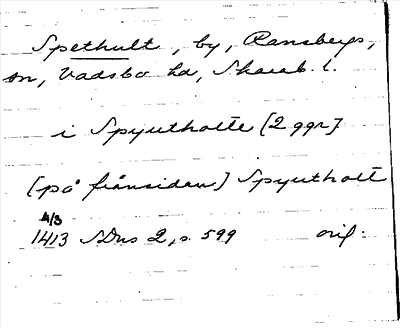 Spethult, by, Ransbergs,
sn, Vadsbo hd, Skarab. l.
i Spyutholte [2 ggr]
[på frånsidan] Spyutholt
4/3
1413 SDns 2, s. 599 orig.